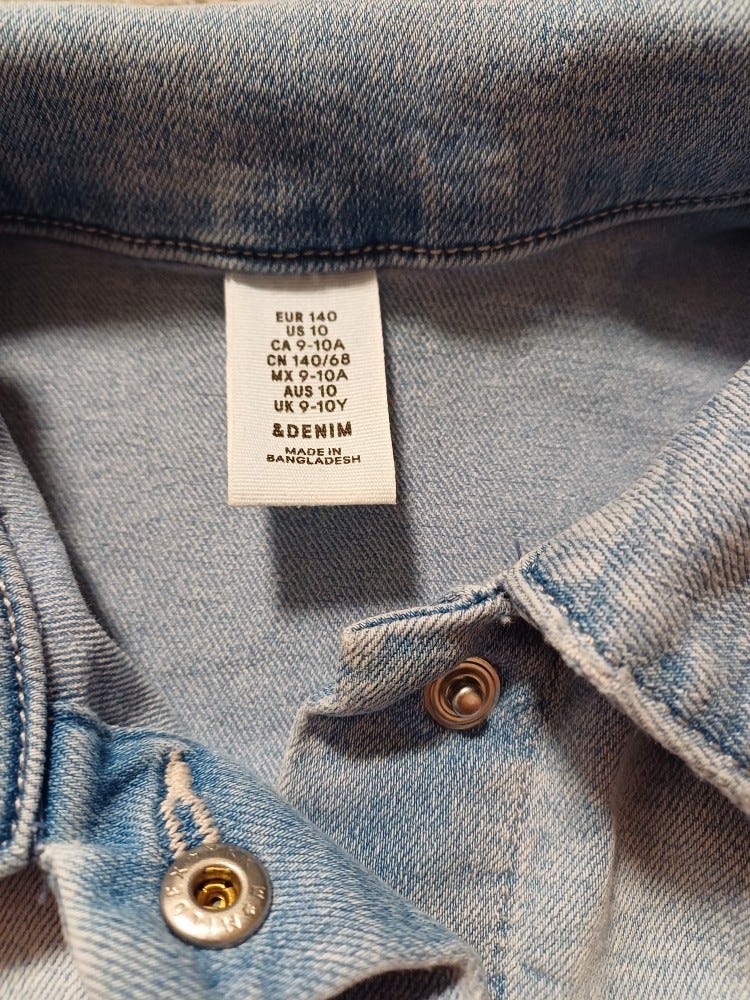 EUR 140
US 10
CA 9-10A
CN 140/68
MX 9-10A
AUS 10
UK 9-10Y
&DENIM
MADE IN
BANGLADESH